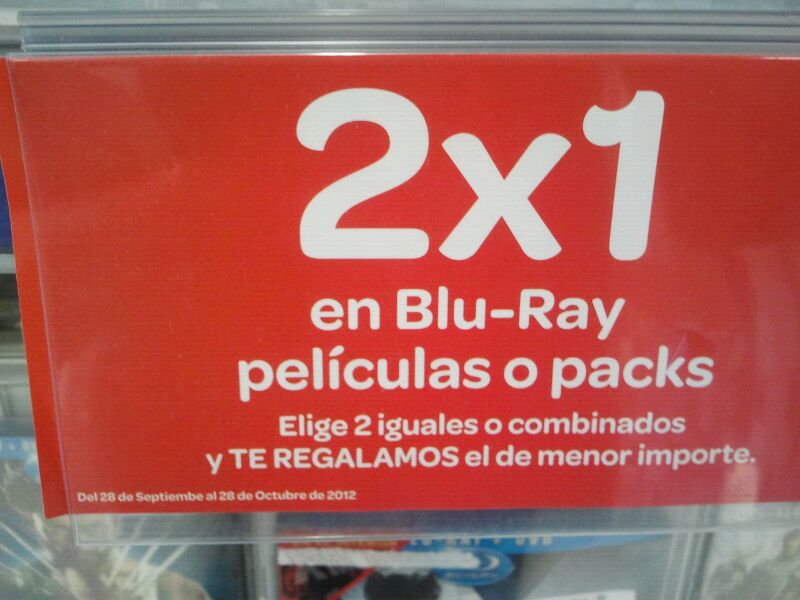 2x1
en Blu-Ray
películas o packs
Elige 2 iguales o combinados
y TE REGALAMOS el de menor importe.
Del 28 de Septiembe al 28 de Octubre de 2012